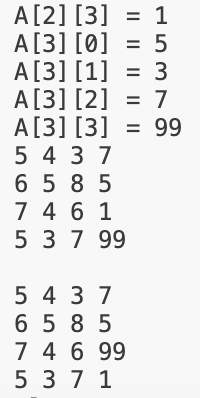 A[2][3] = 1
A[3][0] = 5
A[3][1] = 3
A[3][2] = 7
A[3][3] = 99
5 4 3 7
6 5 8 5
7 4 6 1
5 3 7 99

5 4 3 7
6 5 8 5
7 4 6 99
5 3 7 1